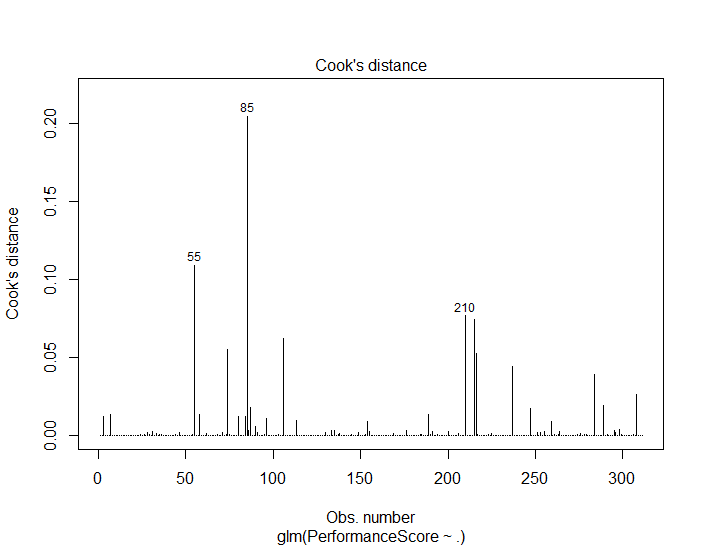 Cook's distance
Cook's distance
0.20
0.15
0.10
0.05
0.00
85
55
210
0 50 100 150 200 250 300
Obs. number
glm(PerformanceScore ~ .)